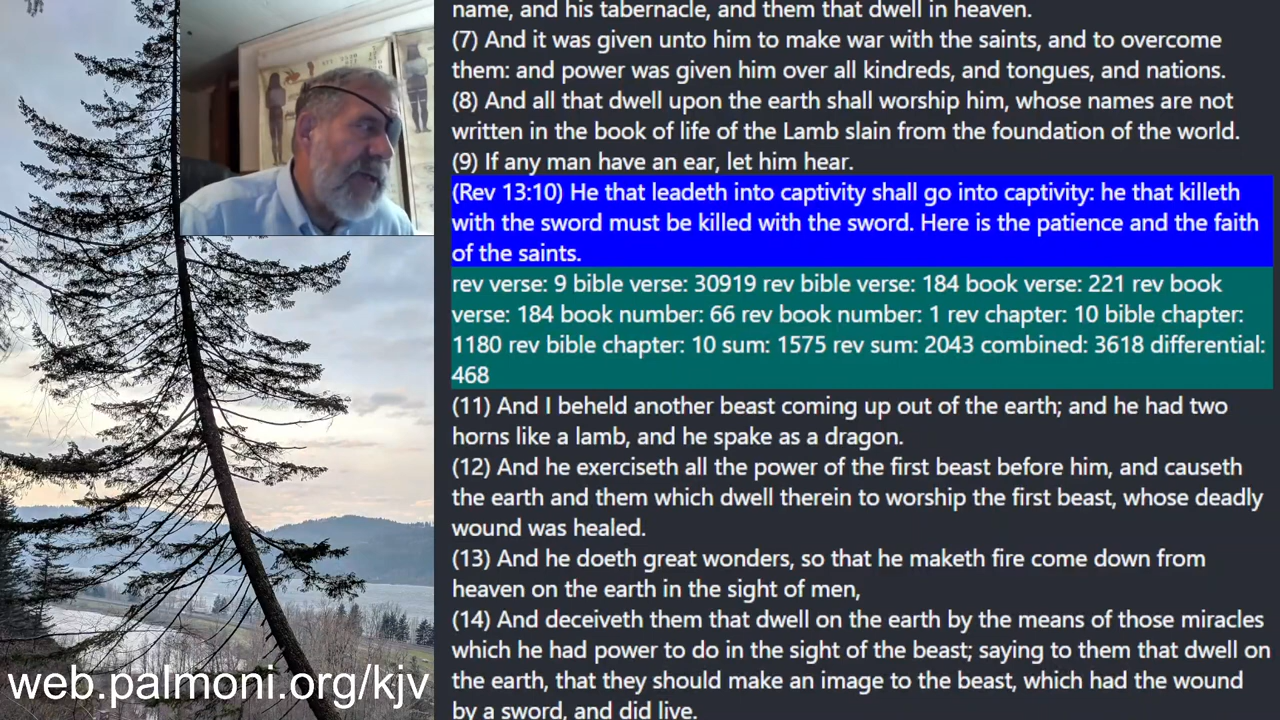 name, and his tabernacle, and them that dwell in heaven.
(7) And it was given unto him to make war with the saints, and to overcome
them: and power was given him over all kindreds, and tongues, and nations.
(8) And all that dwell upon the earth shall worship him, whose names are not
written in the book of life of the Lamb slain from the foundation of the world.
(9) If any man have an ear, let him hear.
(Rev 13:10) He that leadeth into captivity shall go into captivity: he that killeth
with the sword must be killed with the sword. Here is the patience and the faith
of the saints.
rev verse: 9 bible verse: 30919 rev bible verse: 184 book verse: 221 rev book
verse: 184 book number: 66 rev book number: 1 rev chapter: 10 bible chapter:
1180 rev bible chapter: 10 sum: 1575 rev sum: 2043 combined: 3618 differential:
468
(11) And I beheld another beast coming up out of the earth; and he had two
horns like a lamb, and he spake as a dragon.
(12) And he exerciseth all the power of the first beast before him, and causeth
the earth and them which dwell therein to worship the first beast, whose deadly
wound was healed.
(13) And he doeth great wonders, so that he maketh fire come down from
heaven on the earth in the sight of men,
(14) And deceiveth them that dwell on the earth by the means of those miracles
which he had power to do in the sight of the beast; saying to them that dwell on
the earth, that they should make an image to the beast, which had the wound
by a sword, and did live.
web.palmoni.org/kjv